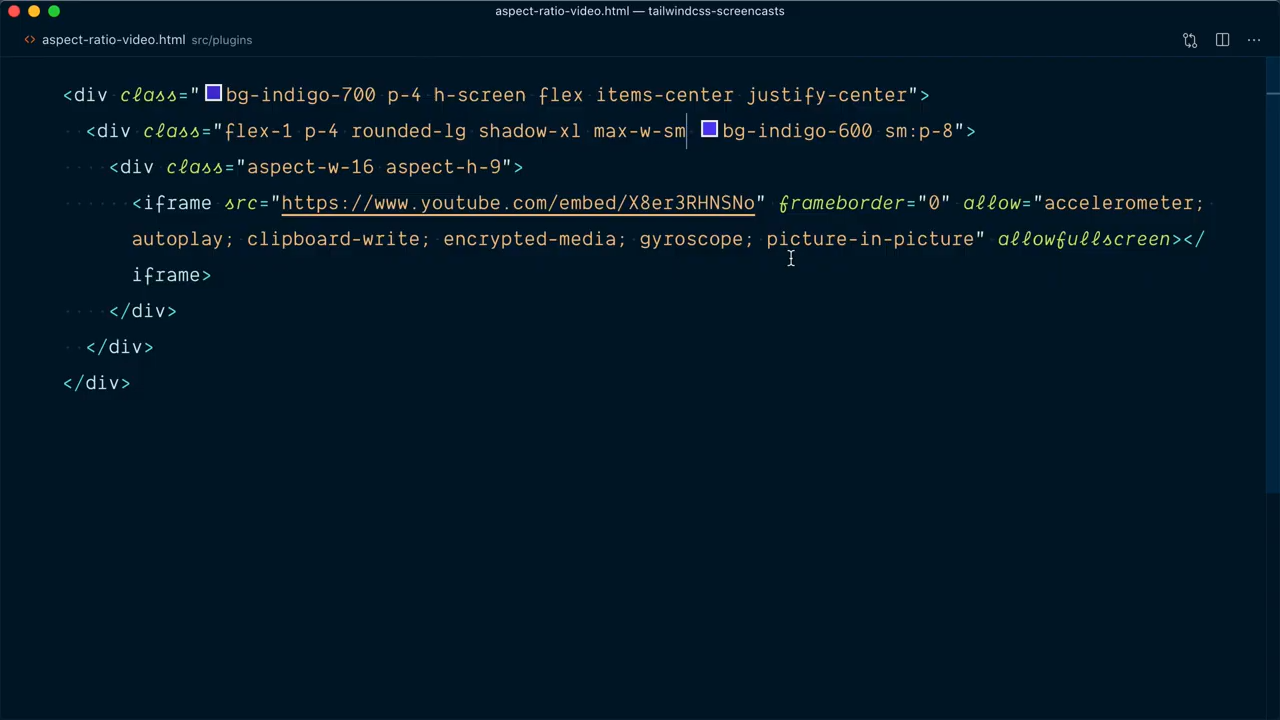 aspect-ratio-video.html — tailwindcss-screencasts
<> aspect-ratio-video.html src/plugins
<div class="bg-indigo-700 p-4 h-screen flex items-center justify-center">
<div class="flex-1 p-4 rounded-lg shadow-xl max-w-sm bg-indigo-600 sm:p-8">
<div class="aspect-w-16 aspect-h-9">
<iframe src="https://www.youtube.com/embed/X8er3RHNSNo" frameborder="0" allow="accelerometer;
autoplay; clipboard-write; encrypted-media; gyroscope; picture-in-picture" allowfullscreen></
iframe>
</div>
</div>
</div>